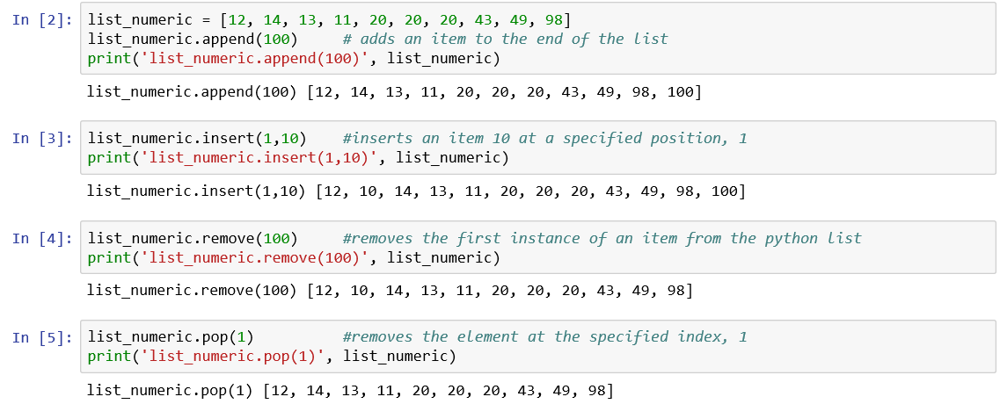 In [2]: list_numeric = [12, 14, 13, 11, 20, 20, 20, 43, 49, 98]
list_numeric.append(100)     # adds an item to the end of the list
print('list_numeric.append(100)', list_numeric)
list_numeric.append(100) [12, 14, 13, 11, 20, 20, 20, 43, 49, 98, 100]
In [3]: list_numeric.insert(1,10)    #inserts an item 10 at a specified position, 1
print('list_numeric.insert(1,10)', list_numeric)
list_numeric.insert(1,10) [12, 10, 14, 13, 11, 20, 20, 20, 43, 49, 98, 100]
In [4]: list_numeric.remove(100)     #removes the first instance of an item from the python list
print('list_numeric.remove(100)', list_numeric)
list_numeric.remove(100) [12, 10, 14, 13, 11, 20, 20, 20, 43, 49, 98]
In [5]: list_numeric.pop(1)          #removes the element at the specified index, 1
print('list_numeric.pop(1)', list_numeric)
list_numeric.pop(1) [12, 14, 13, 11, 20, 20, 20, 43, 49, 98]